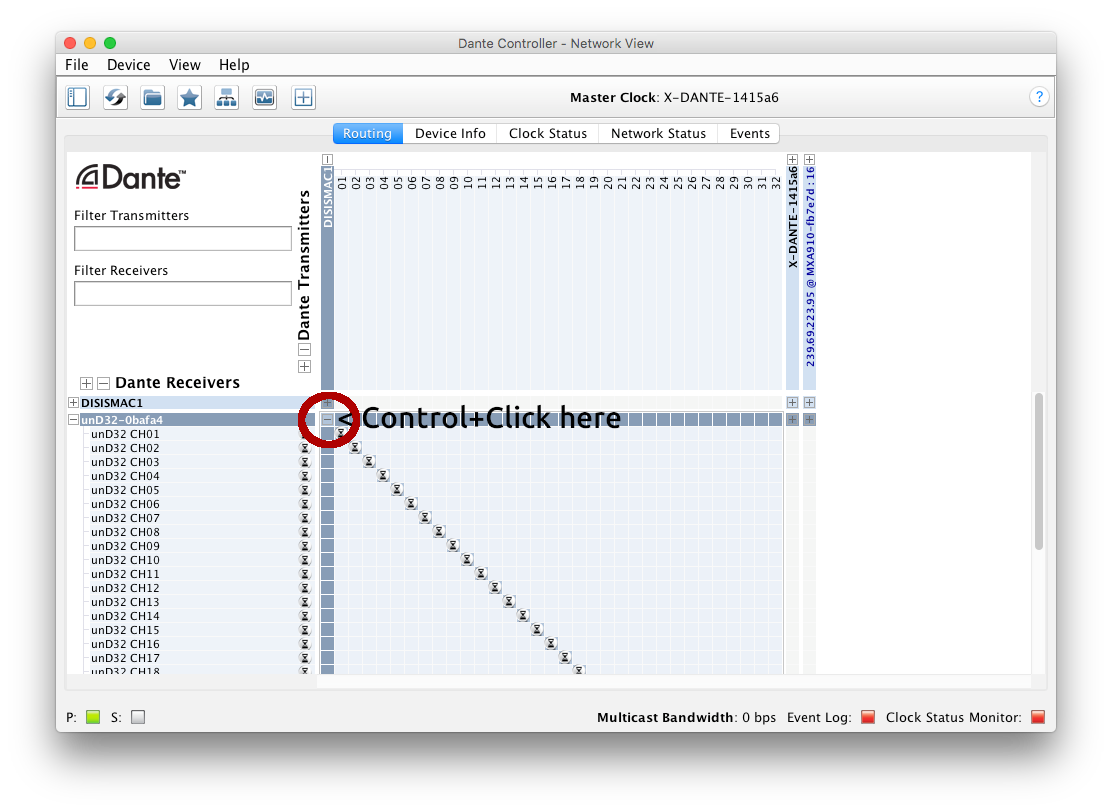 Dante Controller - Network View
File Device View Help
Master Clock: X-DANTE-1415a6
?
Routing Device Info Clock Status Network Status Events
Dante™
Filter Transmitters
Filter Receivers
Dante Receivers
Dante Transmitters
DISISMAC1
01 02 03 04 05 06 07 08 09 10 11 12 13 14 15 16 17 18 19 20 21 22 23 24 25 26 27 28 29 30 31 32
X-DANTE-1415a6
239.69.223.95 @ MXA910-fb7e7d : 16
DISISMAC1
unD32-0bafa4
< Control+Click here
unD32 CH01
unD32 CH02
unD32 CH03
unD32 CH04
unD32 CH05
unD32 CH06
unD32 CH07
unD32 CH08
unD32 CH09
unD32 CH10
unD32 CH11
unD32 CH12
unD32 CH13
unD32 CH14
unD32 CH15
unD32 CH16
unD32 CH17
unD32 CH18
P: S: Multicast Bandwidth: 0 bps Event Log: Clock Status Monitor: